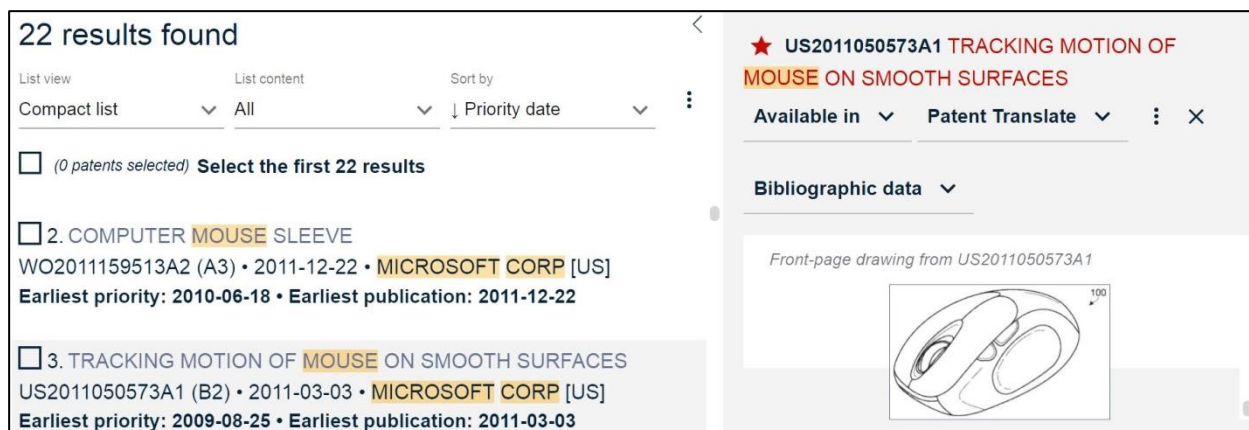 22 results found
List view
List content
Sort by
Compact list
All
↓ Priority date
(0 patents selected) Select the first 22 results
2. COMPUTER MOUSE SLEEVE
WO2011159513A2 (A3) • 2011-12-22 • MICROSOFT CORP [US]
Earliest priority: 2010-06-18 • Earliest publication: 2011-12-22
3. TRACKING MOTION OF MOUSE ON SMOOTH SURFACES
US2011050573A1 (B2) • 2011-03-03 • MICROSOFT CORP [US]
Earliest priority: 2009-08-25 • Earliest publication: 2011-03-03
US2011050573A1 TRACKING MOTION OF
MOUSE ON SMOOTH SURFACES
Available in
Patent Translate
Bibliographic data
Front-page drawing from US2011050573A1
100